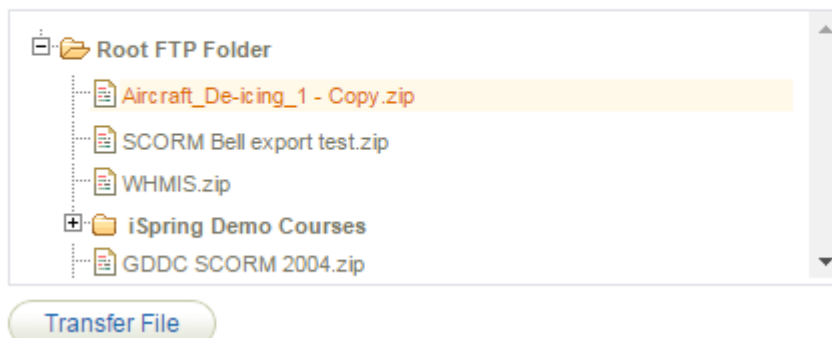 Root FTP Folder
Aircraft_De-icing_1 - Copy.zip
SCORM Bell export test.zip
WHMIS.zip
iSpring Demo Courses
GDDC SCORM 2004.zip
Transfer File